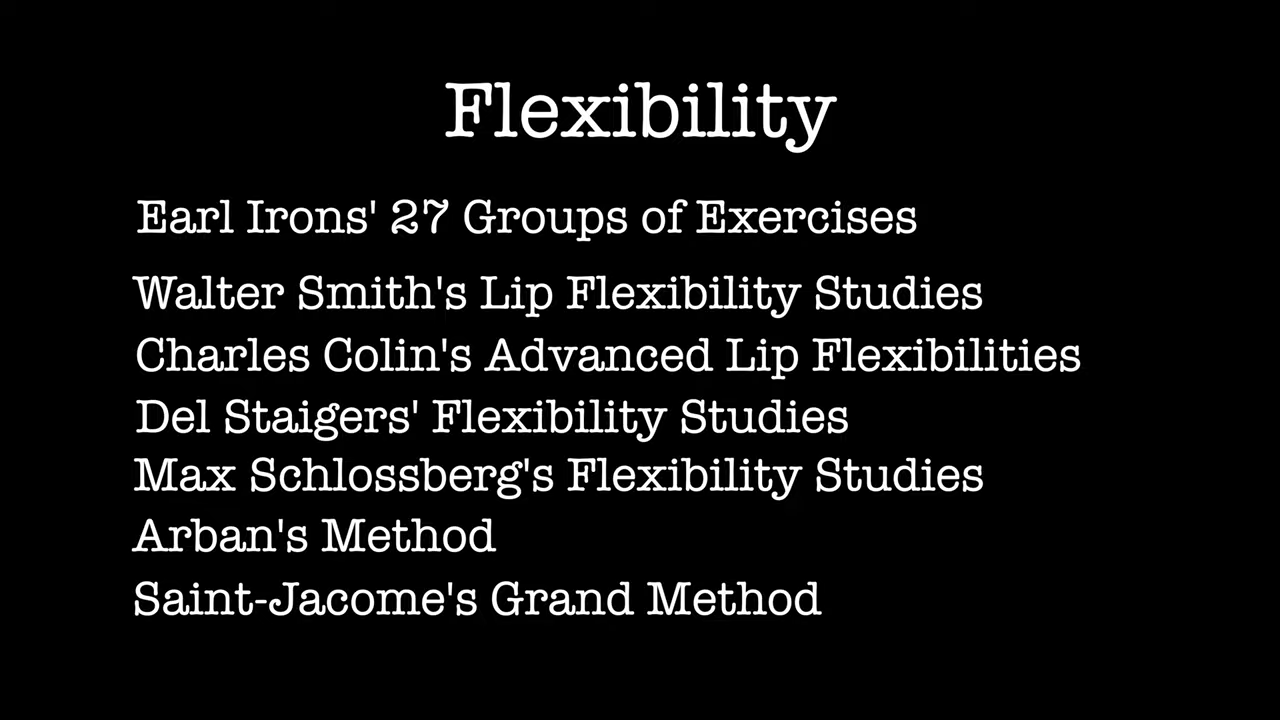 Flexibility
Earl Irons' 27 Groups of Exercises
Walter Smith's Lip Flexibility Studies
Charles Colin's Advanced Lip Flexibilities
Del Staigers' Flexibility Studies
Max Schlossberg's Flexibility Studies
Arban's Method
Saint-Jacome's Grand Method